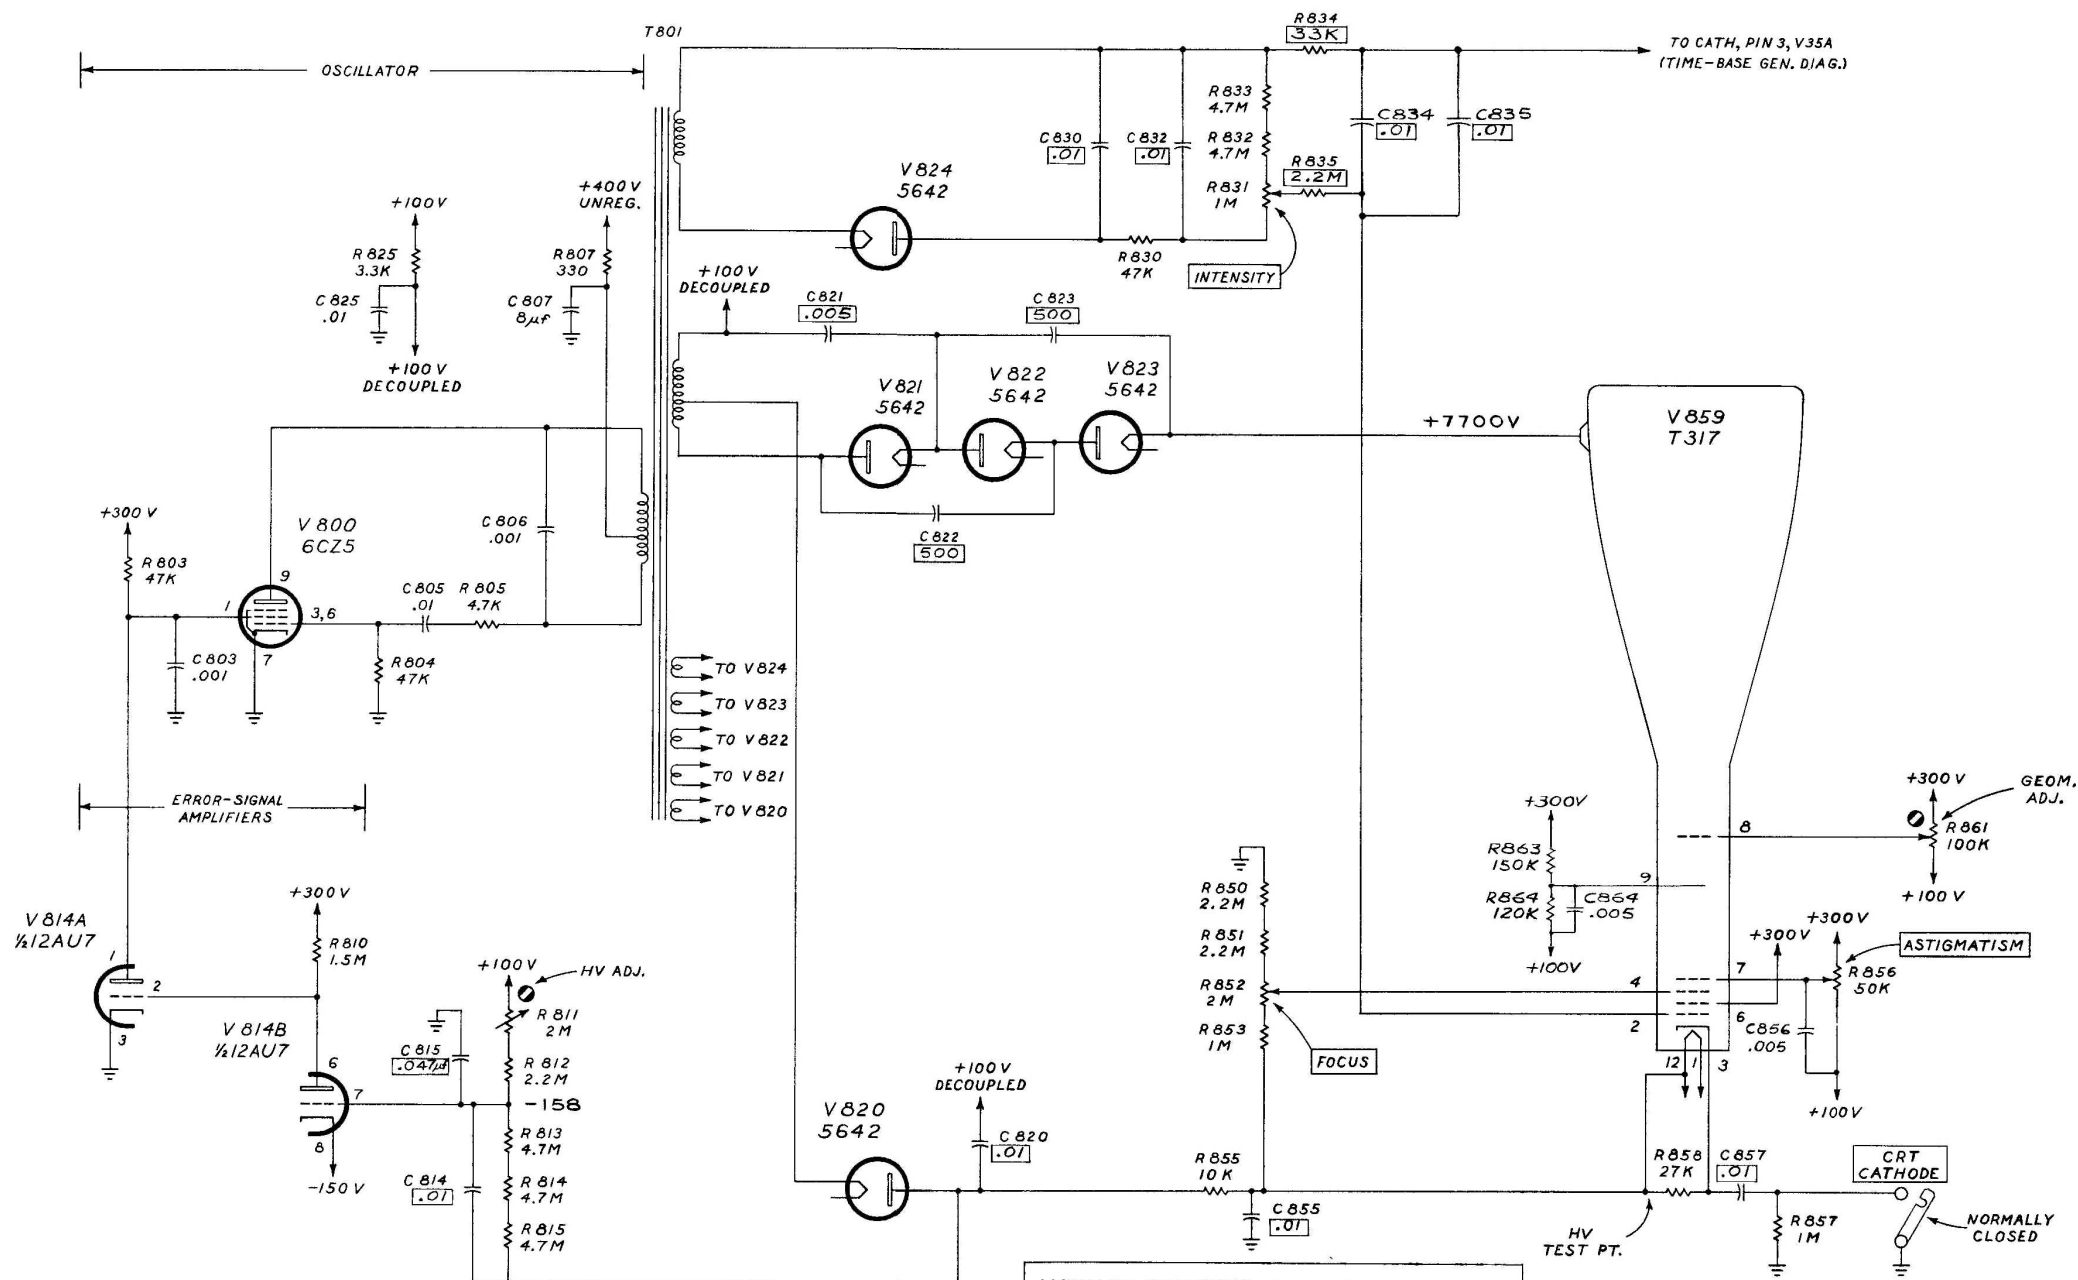 T801
OSCILLATOR
R834
33K
TO CATH, PIN 3, V35A
(TIME-BASE GEN. DIAG.)
R833
4.7M
C830
.01
C832
.01
R832
4.7M
C834
.01
C835
.01
R835
2.2M
R831
1M
V824
5642
+100V
+400V
UNREG.
R825
3.3K
R807
330
C825
.01
C807
8µf
+100V
DECOUPLED
R830
47K
INTENSITY
+100V
DECOUPLED
C821
.005
C823
500
V821
5642
V822
5642
V823
5642
C822
500
+7700V
V859
T317
+300V
R803
47K
V800
6CZ5
9
1
3,6
7
C806
.001
C805
.01
R805
4.7K
C803
.001
R804
47K
TO V824
TO V823
TO V822
TO V821
TO V820
ERROR-SIGNAL
AMPLIFIERS
+300V
GEOM.
ADJ.
8
R861
100K
+100V
+300V
R863
150K
9
R864
120K
C864
.005
+100V
R850
2.2M
R851
2.2M
R852
2M
R853
1M
FOCUS
+300V
+300V
ASTIGMATISM
7
R856
50K
4
2
6
C856
.005
12
1
3
+100V
V814A
½12AU7
1
2
3
+300V
R810
1.5M
V814B
½12AU7
6
7
8
-150V
+100V
HV ADJ.
R811
2M
C815
.047µf
R812
2.2M
-158
R813
4.7M
C814
.01
R814
4.7M
R815
4.7M
+100V
DECOUPLED
V820
5642
C820
.01
R855
10K
C855
.01
R858
27K
C857
.01
CRT
CATHODE
HV
TEST PT.
R857
1M
NORMALLY
CLOSED